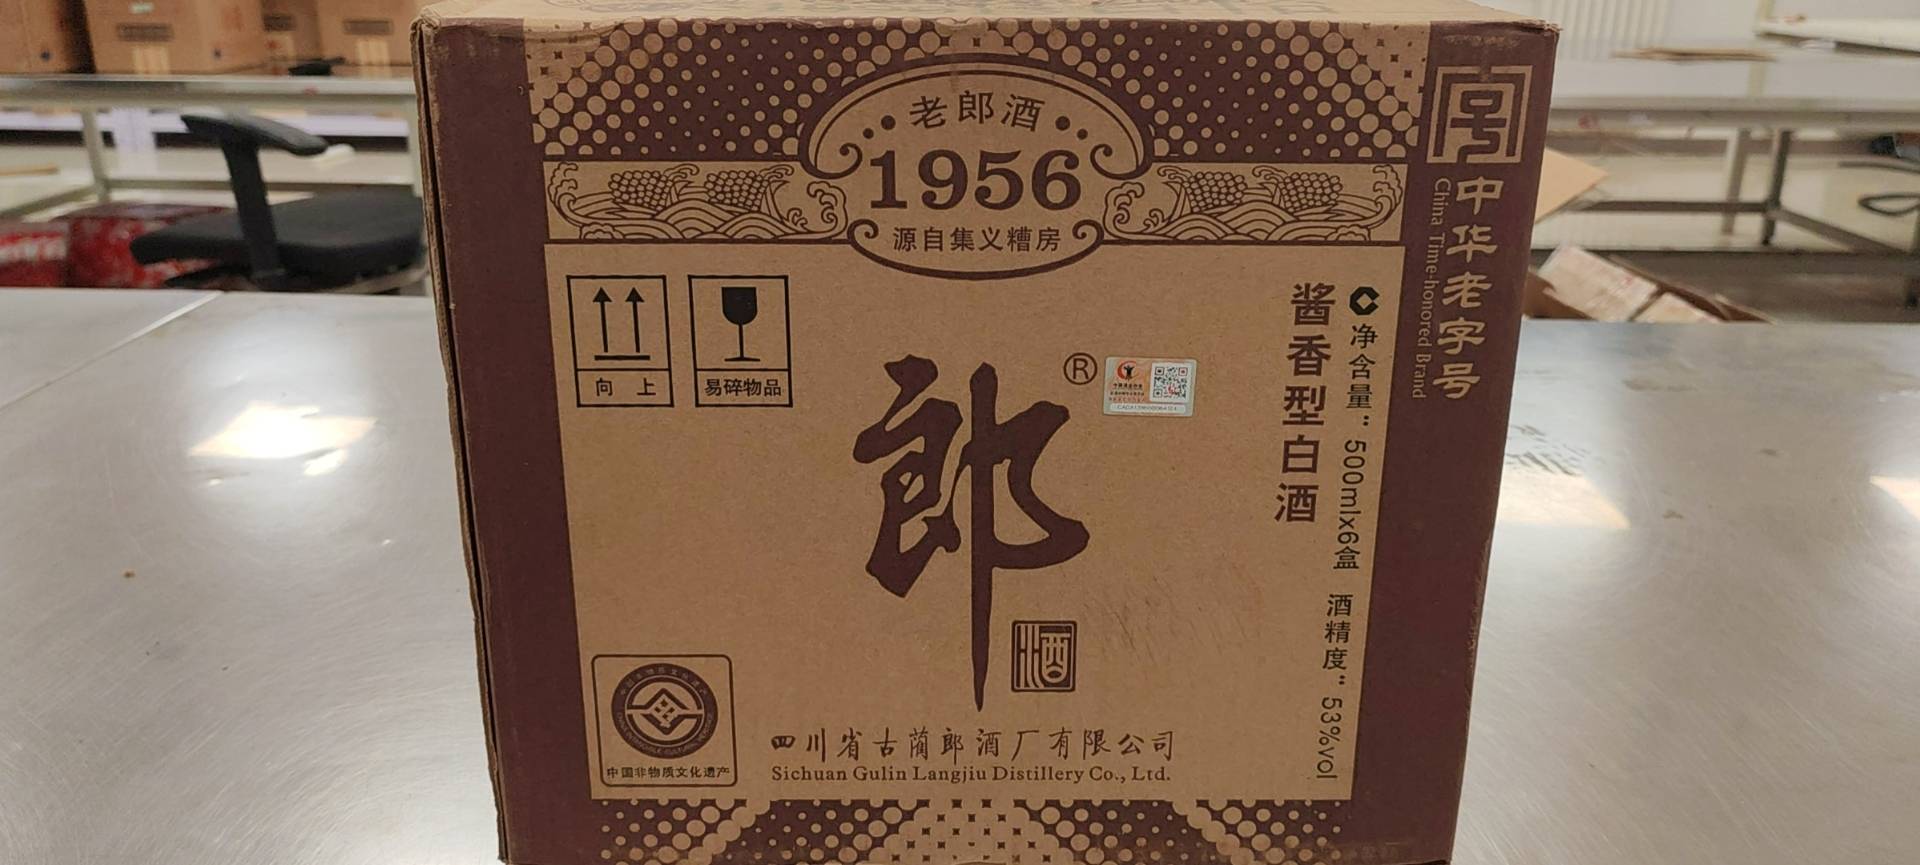 老郎酒
1956
源自集义糟房
号
中华老字号
China Time-honored Brand
向上
易碎物品
郎
®
酒
酱香型白酒
净含量：500mlx6盒 酒精度：53%vol
中国非物质文化遗产
四川省古蔺郎酒厂有限公司
Sichuan Gulin Langjiu Distillery Co., Ltd.